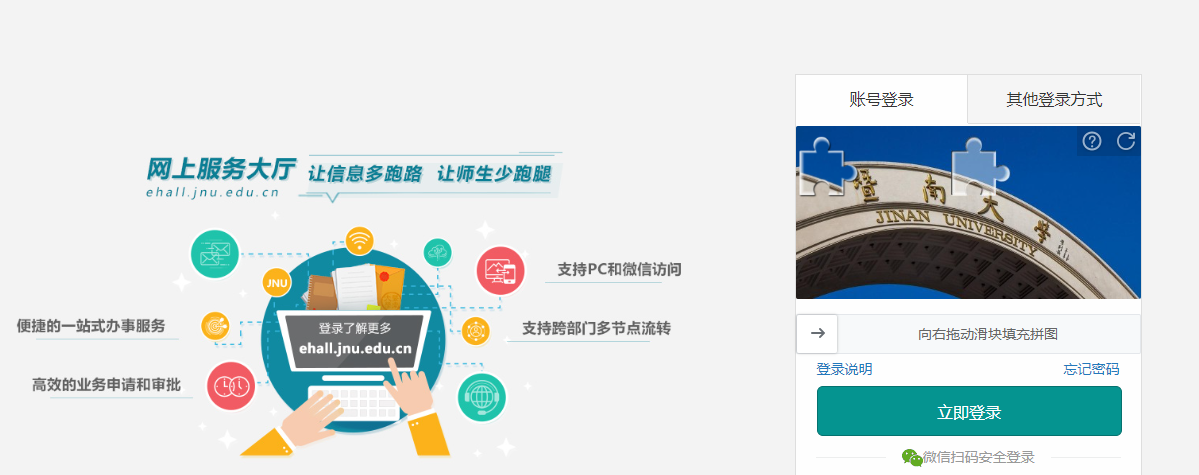 账号登录
其他登录方式
网上服务大厅
ehall.jnu.edu.cn
让信息多跑路 让师生少跑腿
暨南大学
JINAN UNIVERSITY
JNU
支持PC和微信访问
便捷的一站式办事服务
登录了解更多
ehall.jnu.edu.cn
支持跨部门多节点流转
高效的业务申请和审批
向右拖动滑块填充拼图
登录说明
忘记密码
立即登录
微信扫码安全登录